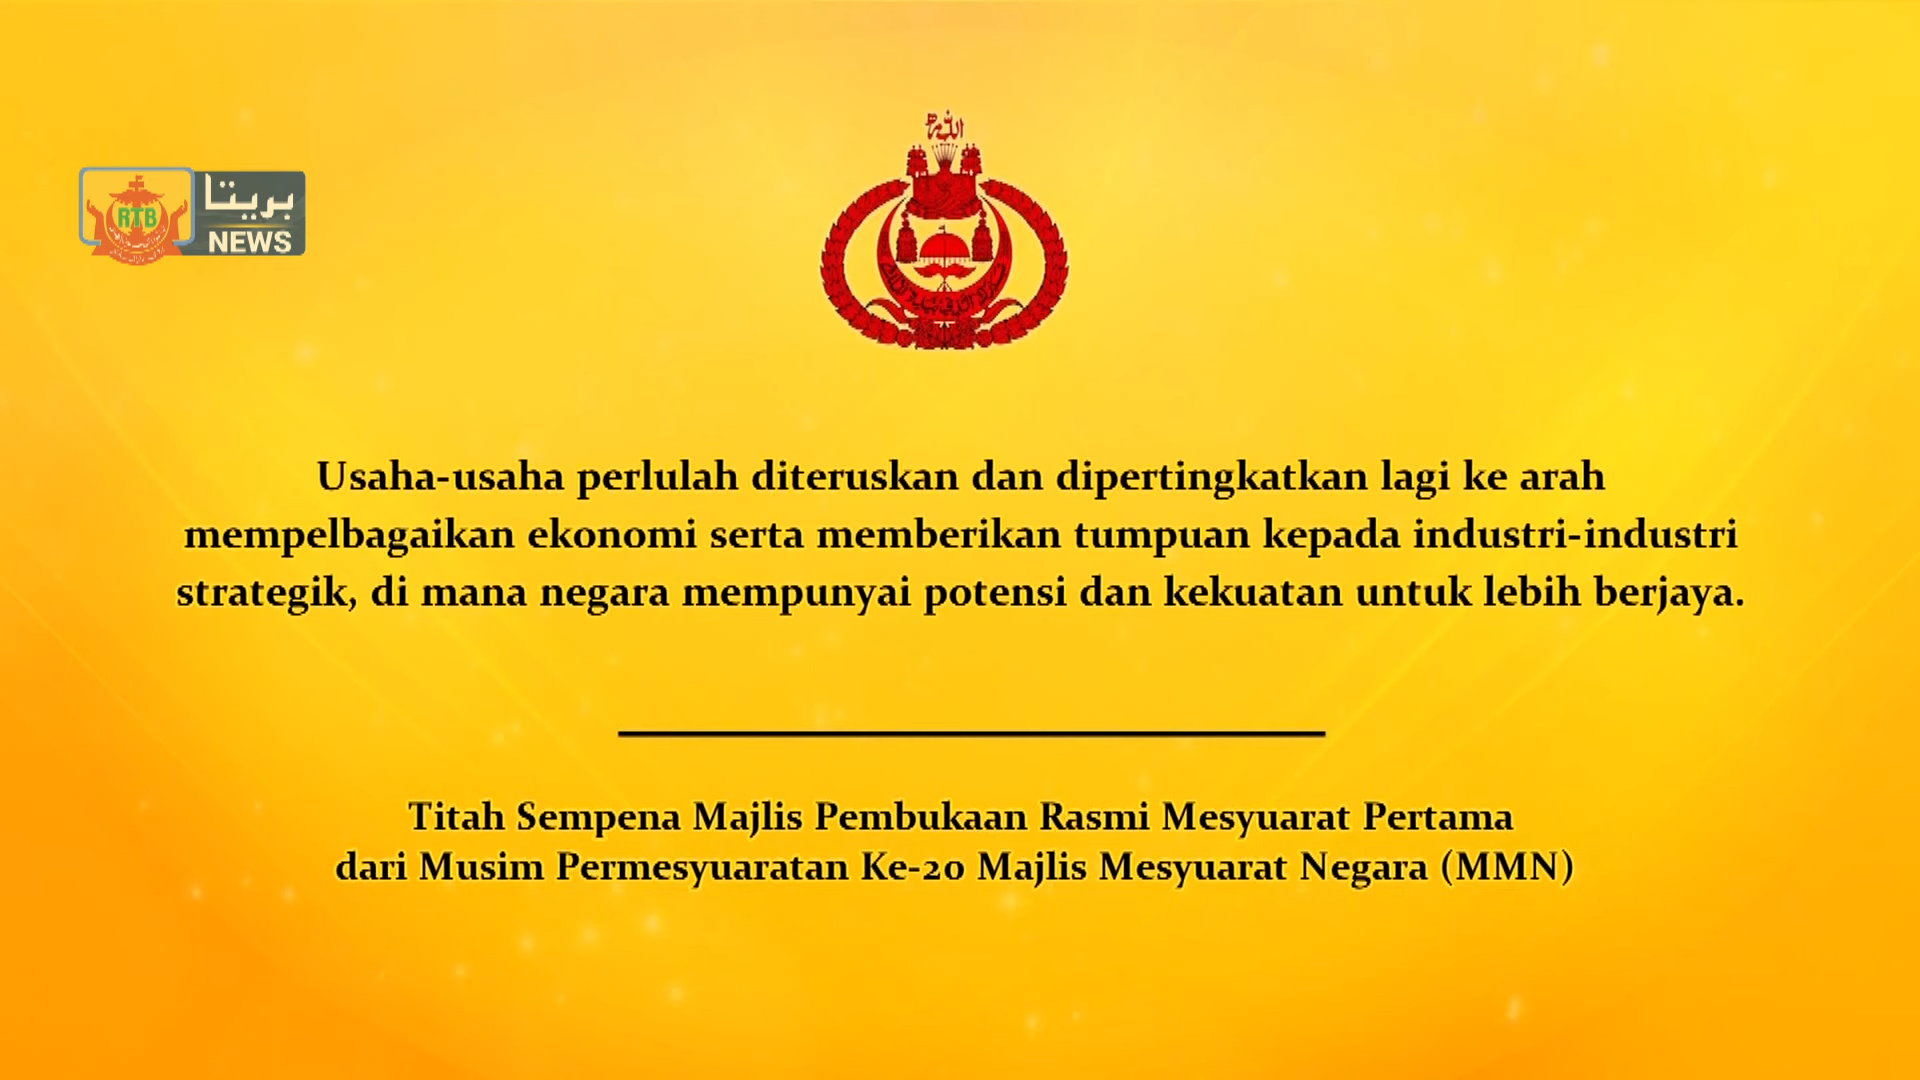 بريتا
RTB
NEWS
Usaha-usaha perlulah diteruskan dan dipertingkatkan lagi ke arah
mempelbagaikan ekonomi serta memberikan tumpuan kepada industri-industri
strategik, di mana negara mempunyai potensi dan kekuatan untuk lebih berjaya.
Titah Sempena Majlis Pembukaan Rasmi Mesyuarat Pertama
dari Musim Permesyuaratan Ke-20 Majlis Mesyuarat Negara (MMN)